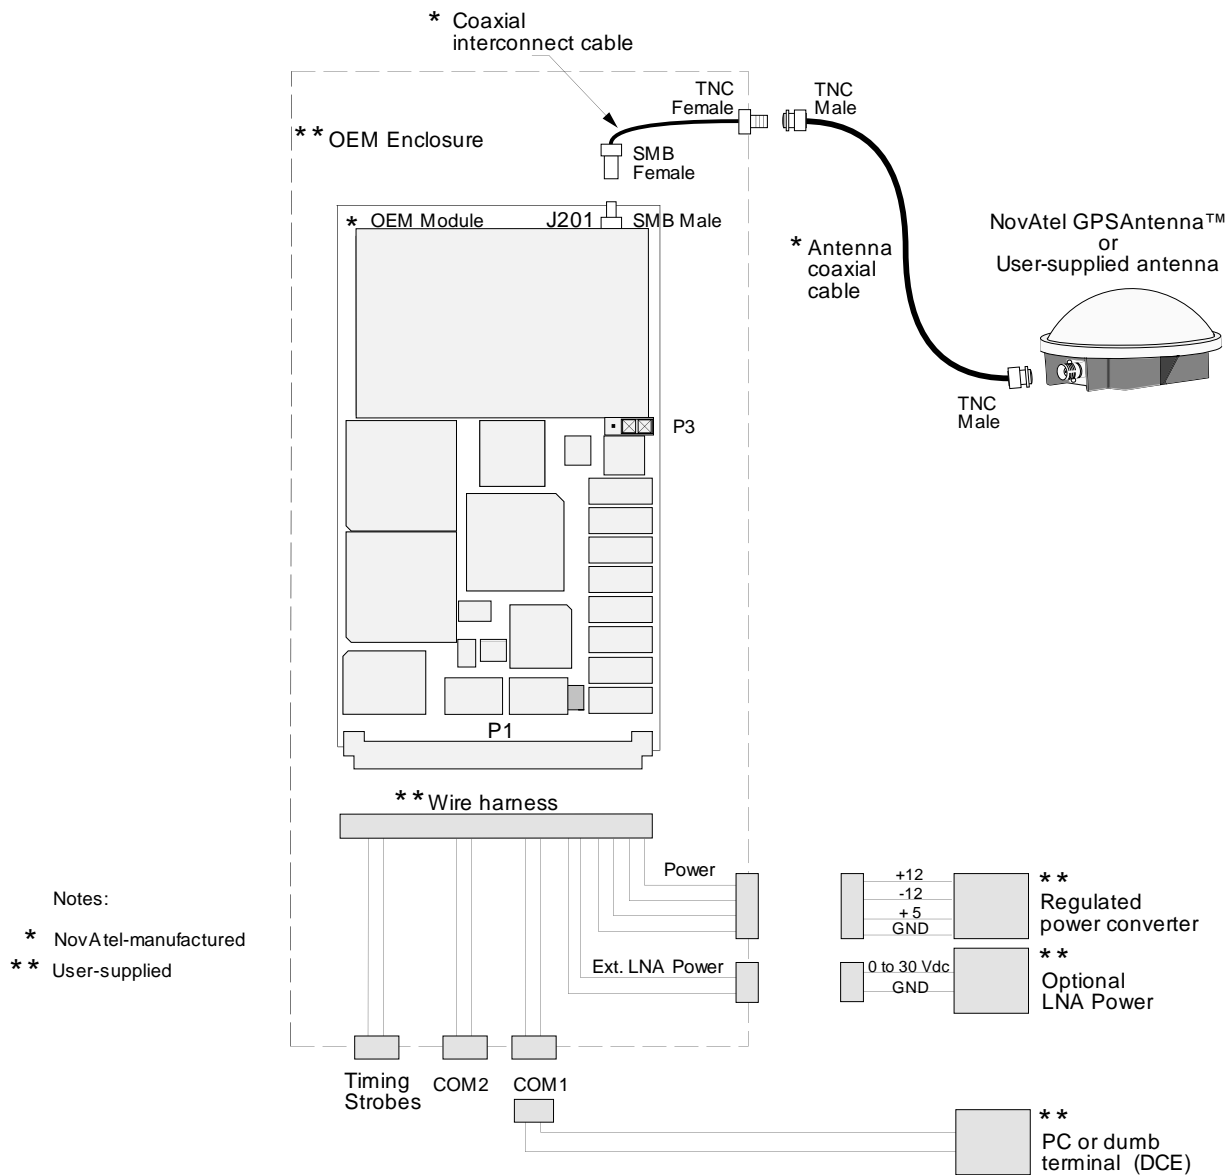 * Coaxial
interconnect cable
TNC
Female
TNC
Male
** OEM Enclosure
SMB
Female
* OEM Module
J201
SMB Male
NovAtel GPSAntenna™
or
User-supplied antenna
* Antenna
coaxial
cable
TNC
Male
P3
P1
** Wire harness
Power
+12
-12
+ 5
GND
**
Regulated
power converter
Notes:
* NovAtel-manufactured
** User-supplied
Ext. LNA Power
0 to 30 Vdc
GND
**
Optional
LNA Power
Timing
Strobes
COM2
COM1
**
PC or dumb
terminal (DCE)